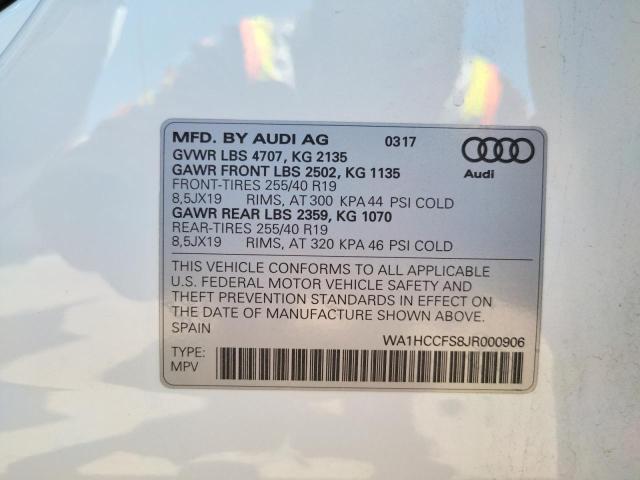 MFD. BY AUDI AG 0317
GVWR LBS 4707, KG 2135
GAWR FRONT LBS 2502, KG 1135
Audi
FRONT-TIRES 255/40 R19
8,5JX19 RIMS, AT 300 KPA 44 PSI COLD
GAWR REAR LBS 2359, KG 1070
REAR-TIRES 255/40 R19
8,5JX19 RIMS, AT 320 KPA 46 PSI COLD
THIS VEHICLE CONFORMS TO ALL APPLICABLE
U.S. FEDERAL MOTOR VEHICLE SAFETY AND
THEFT PREVENTION STANDARDS IN EFFECT ON
THE DATE OF MANUFACTURE SHOWN ABOVE.
SPAIN WA1HCCFS8JR000906
TYPE:
MPV